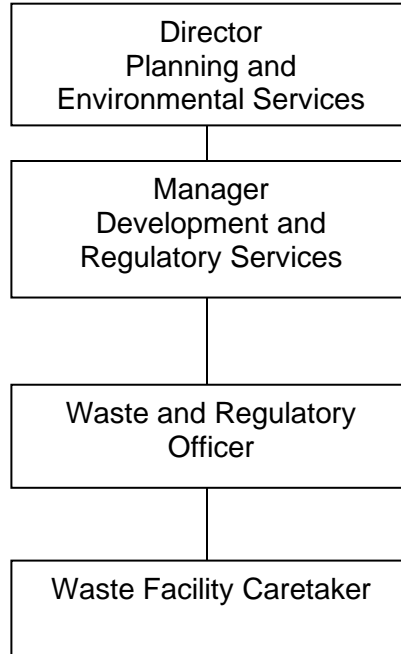 Director
Planning and
Environmental Services
Manager
Development and
Regulatory Services
Waste and Regulatory
Officer
Waste Facility Caretaker